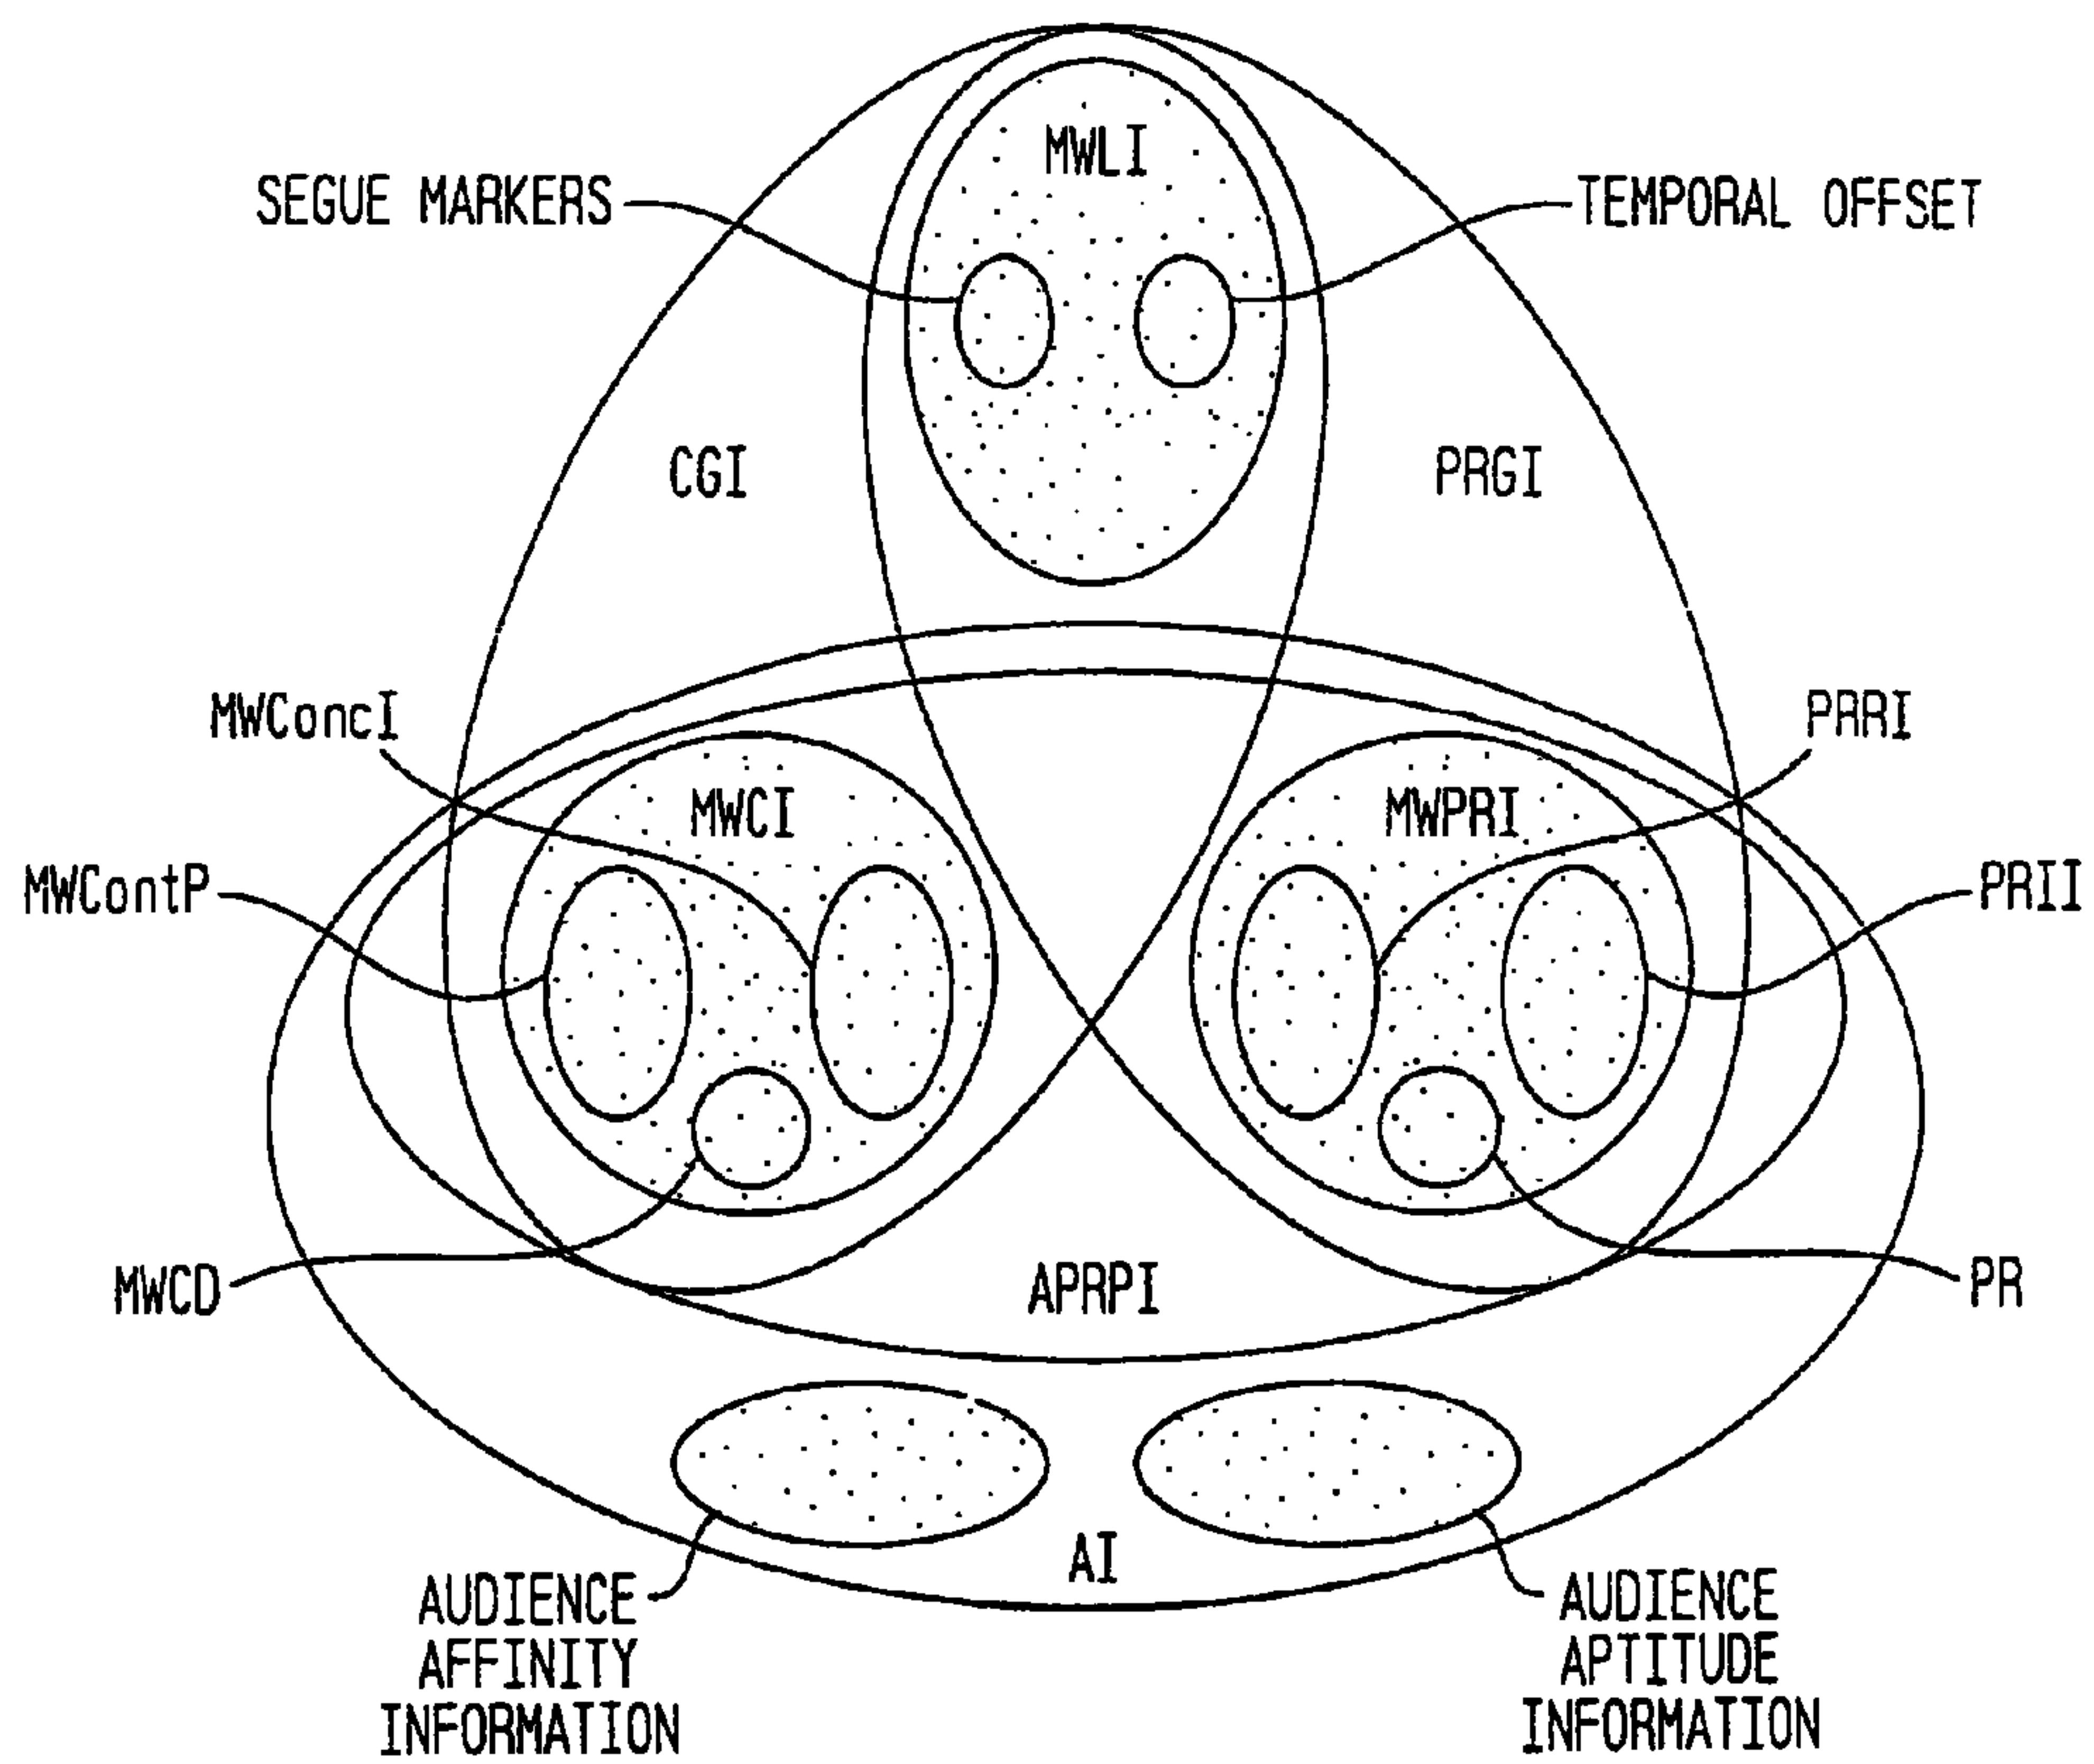 MWLI
SEGUE MARKERS
TEMPORAL OFFSET
CGI
PRGI
MWConcI
PRRI
MWCI
MWPRI
MWContP
PRII
MWCD
APRPI
PR
AI
AUDIENCE
AFFINITY
INFORMATION
AUDIENCE
APTITUDE
INFORMATION